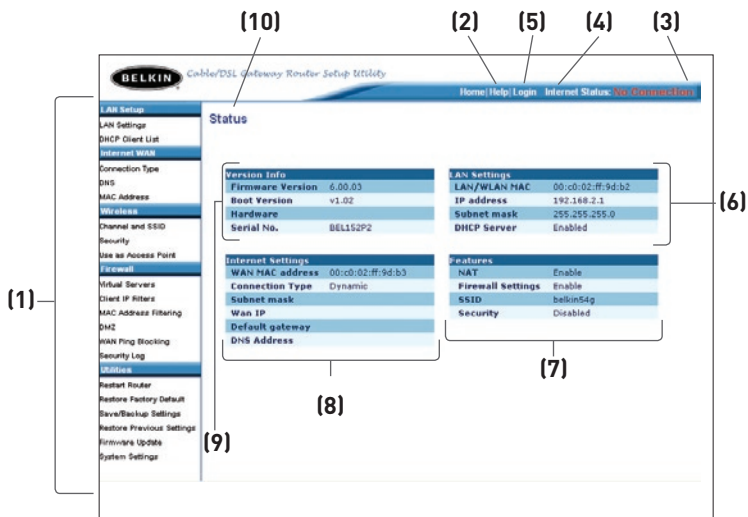 (10) (2) (5) (4) (3)
BELKIN Cable/DSL Gateway Router Setup Utility
Home|Help|Login Internet Status: No Connection
(1)
LAN Setup
LAN Settings
DHCP Client List
Internet WAN
Connection Type
DNS
MAC Address
Wireless
Channel and SSID
Security
Use as Access Point
Firewall
Virtual Servers
Client IP Filters
MAC Address Filtering
DMZ
WAN Ping Blocking
Security Log
Utilities
Restart Router
Restore Factory Default
Save/Backup Settings
Restore Previous Settings
Firmware Update
System Settings
Status
Version Info
Firmware Version 6.00.03
Boot Version v1.02
Hardware
Serial No. BEL152P2
(9)
LAN Settings
LAN/WLAN MAC 00:c0:02:ff:9d:b2
IP address 192.168.2.1
Subnet mask 255.255.255.0
DHCP Server Enabled
(6)
Internet Settings
WAN MAC address 00:c0:02:ff:9d:b3
Connection Type Dynamic
Subnet mask
Wan IP
Default gateway
DNS Address
(8)
Features
NAT Enable
Firewall Settings Enable
SSID belkin54g
Security Disabled
(7)